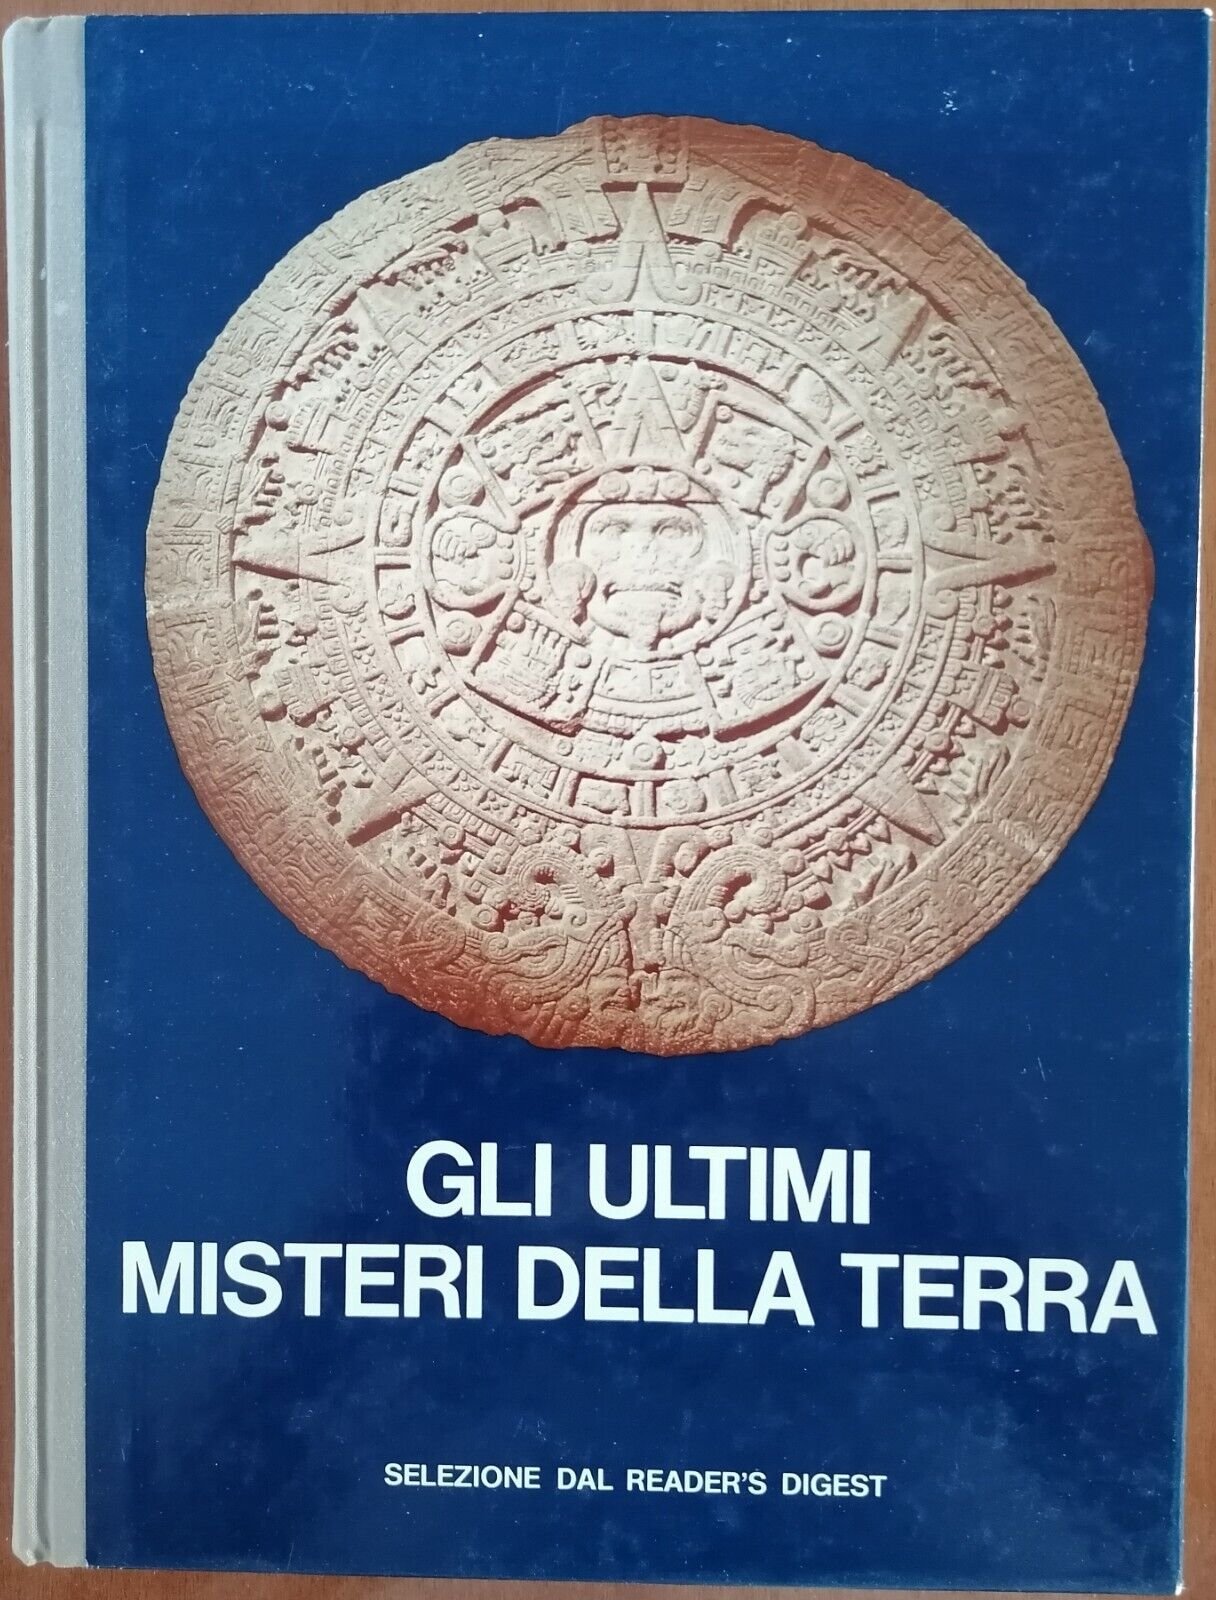 GLI ULTIMI
MISTERI DELLA TERRA
SELEZIONE DAL READER'S DIGEST